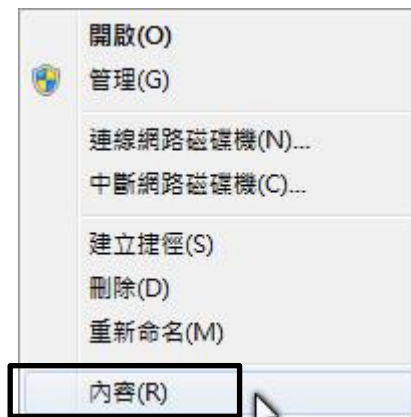 開啟(O)
管理(G)
連線網路磁碟機(N)...
中斷網路磁碟機(C)...
建立捷徑(S)
刪除(D)
重新命名(M)
內容(R)